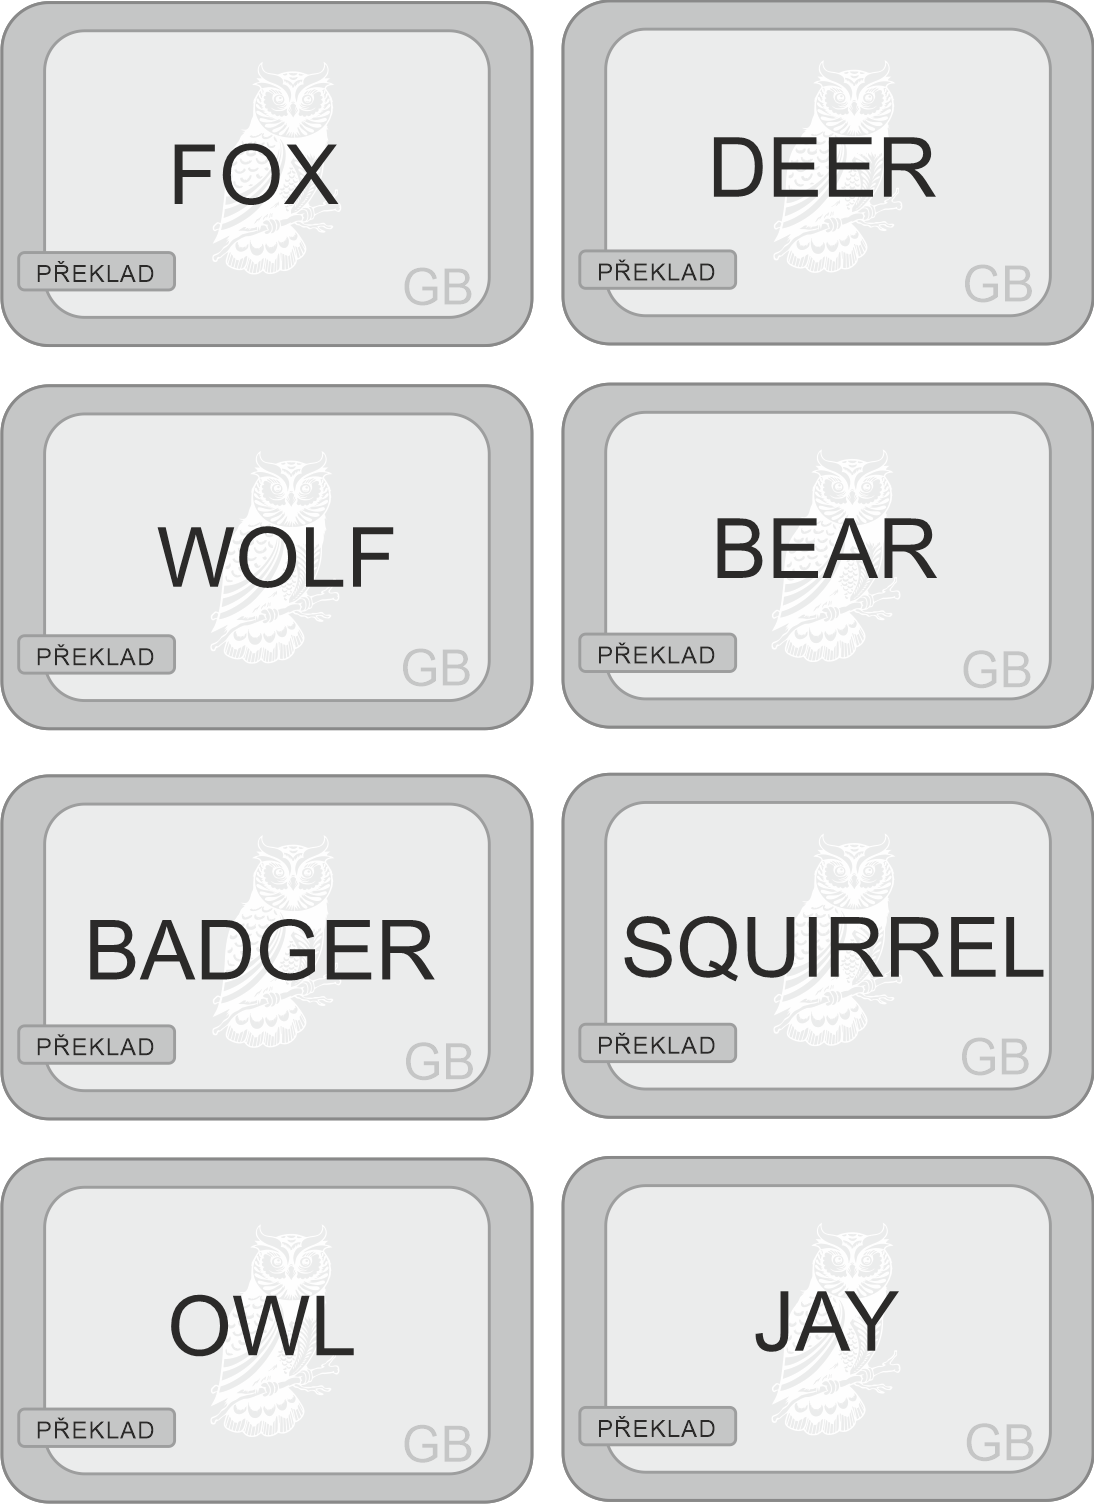 FOX
PŘEKLAD
GB
DEER
PŘEKLAD
GB
WOLF
PŘEKLAD
GB
BEAR
PŘEKLAD
GB
BADGER
PŘEKLAD
GB
SQUIRREL
PŘEKLAD
GB
OWL
PŘEKLAD
GB
JAY
PŘEKLAD
GB